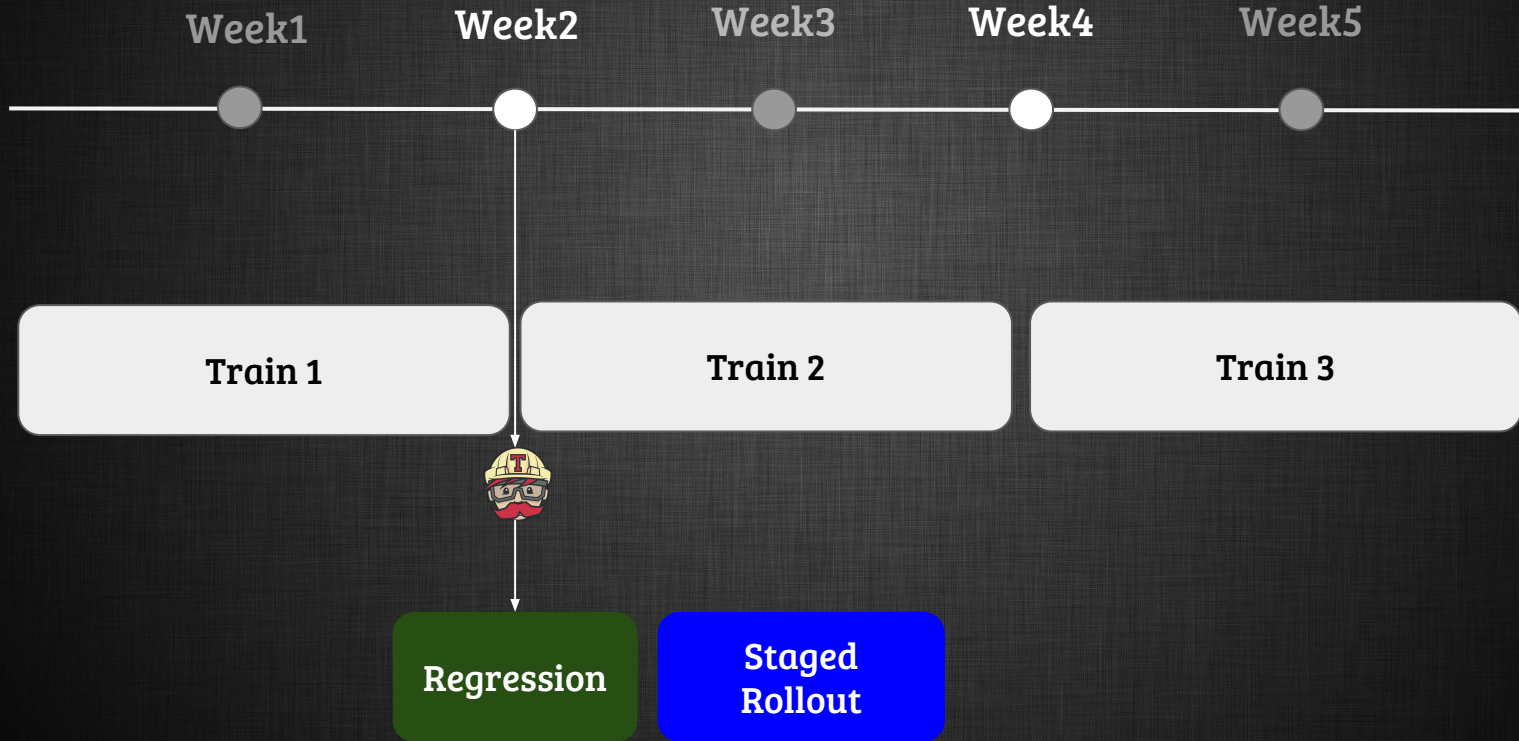 Week1
Week2
Week3
Week4
Week5
Train 1
Train 2
Train 3
T
Regression
Staged
Rollout